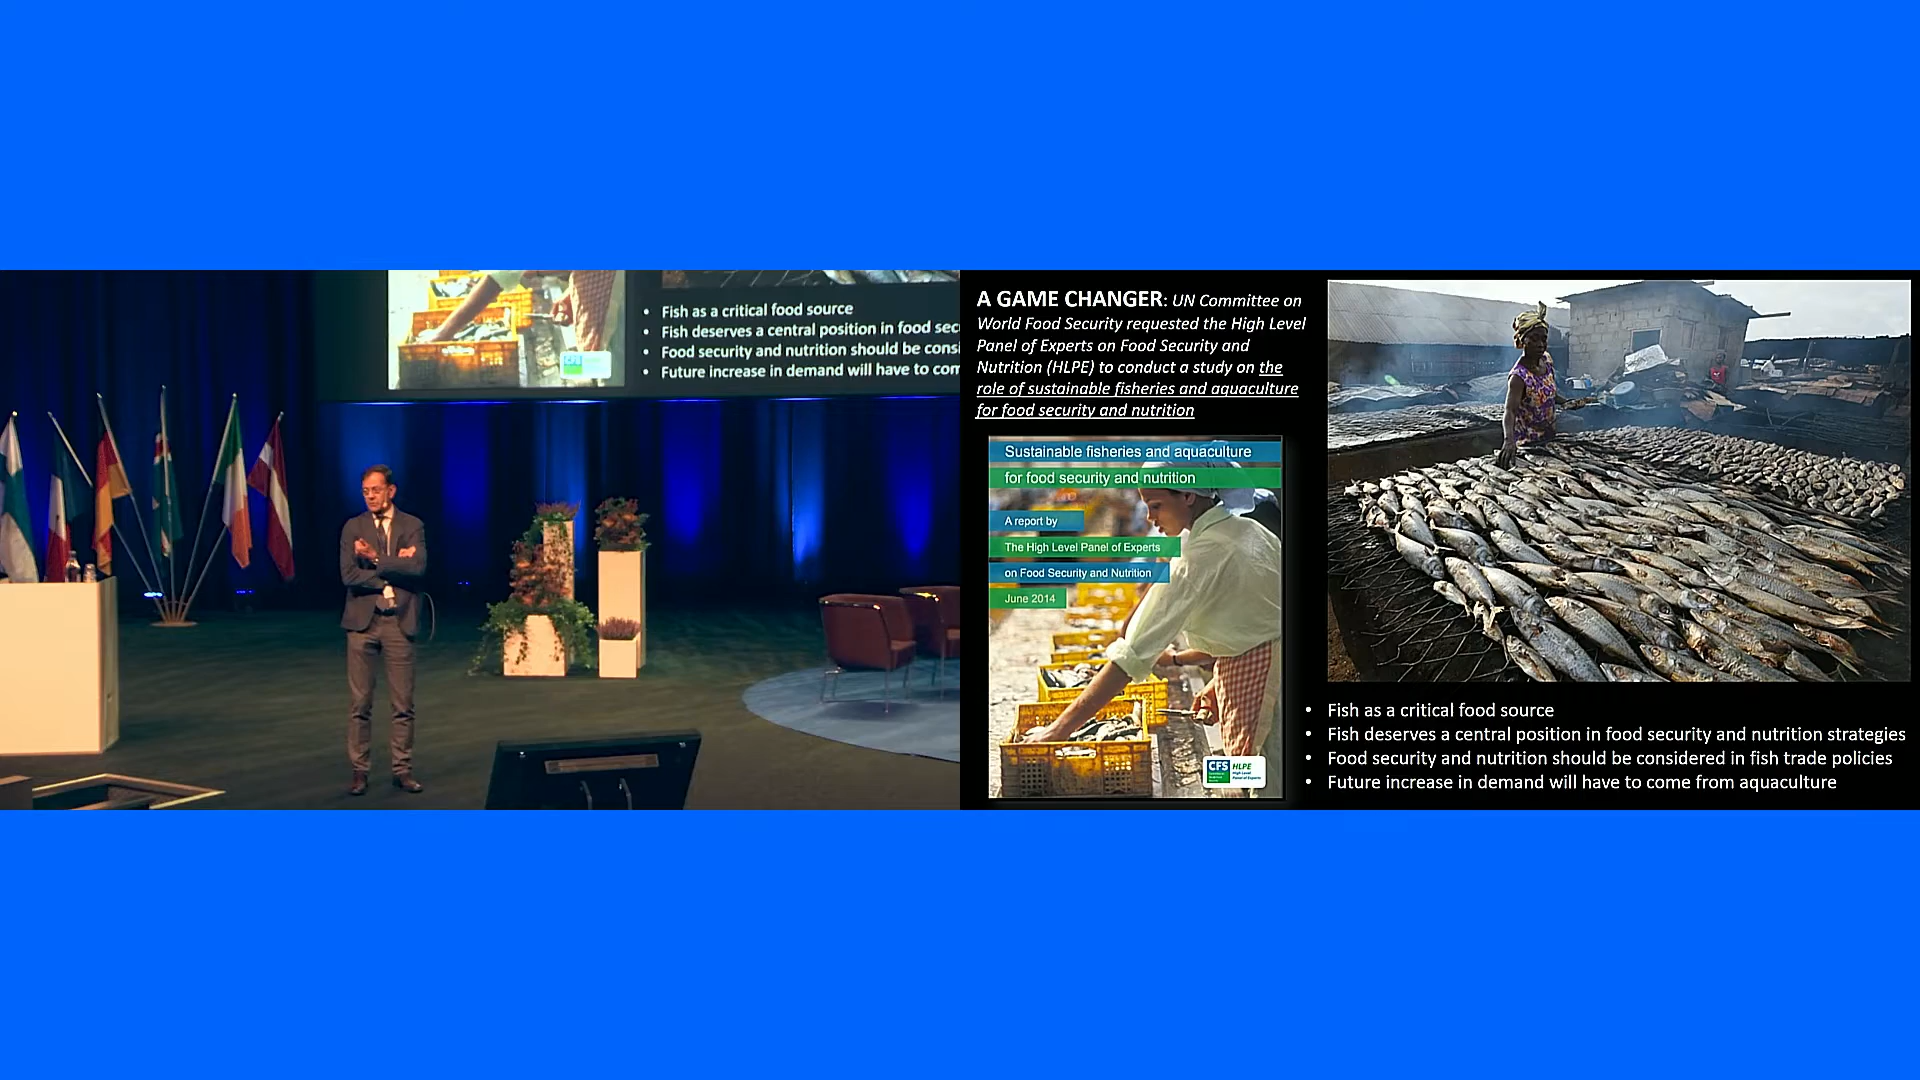 Fish as a critical food source
Fish deserves a central position in food sec
Food security and nutrition should be consi
Future increase in demand will have to com
CFS
A GAME CHANGER: UN Committee on
World Food Security requested the High Level
Panel of Experts on Food Security and
Nutrition (HLPE) to conduct a study on the
role of sustainable fisheries and aquaculture
for food security and nutrition
Sustainable fisheries and aquaculture
for food security and nutrition
A report by
The High Level Panel of Experts
on Food Security and Nutrition
June 2014
CFS
HLPE
High Level
Panel of Experts
• Fish as a critical food source
• Fish deserves a central position in food security and nutrition strategies
• Food security and nutrition should be considered in fish trade policies
• Future increase in demand will have to come from aquaculture